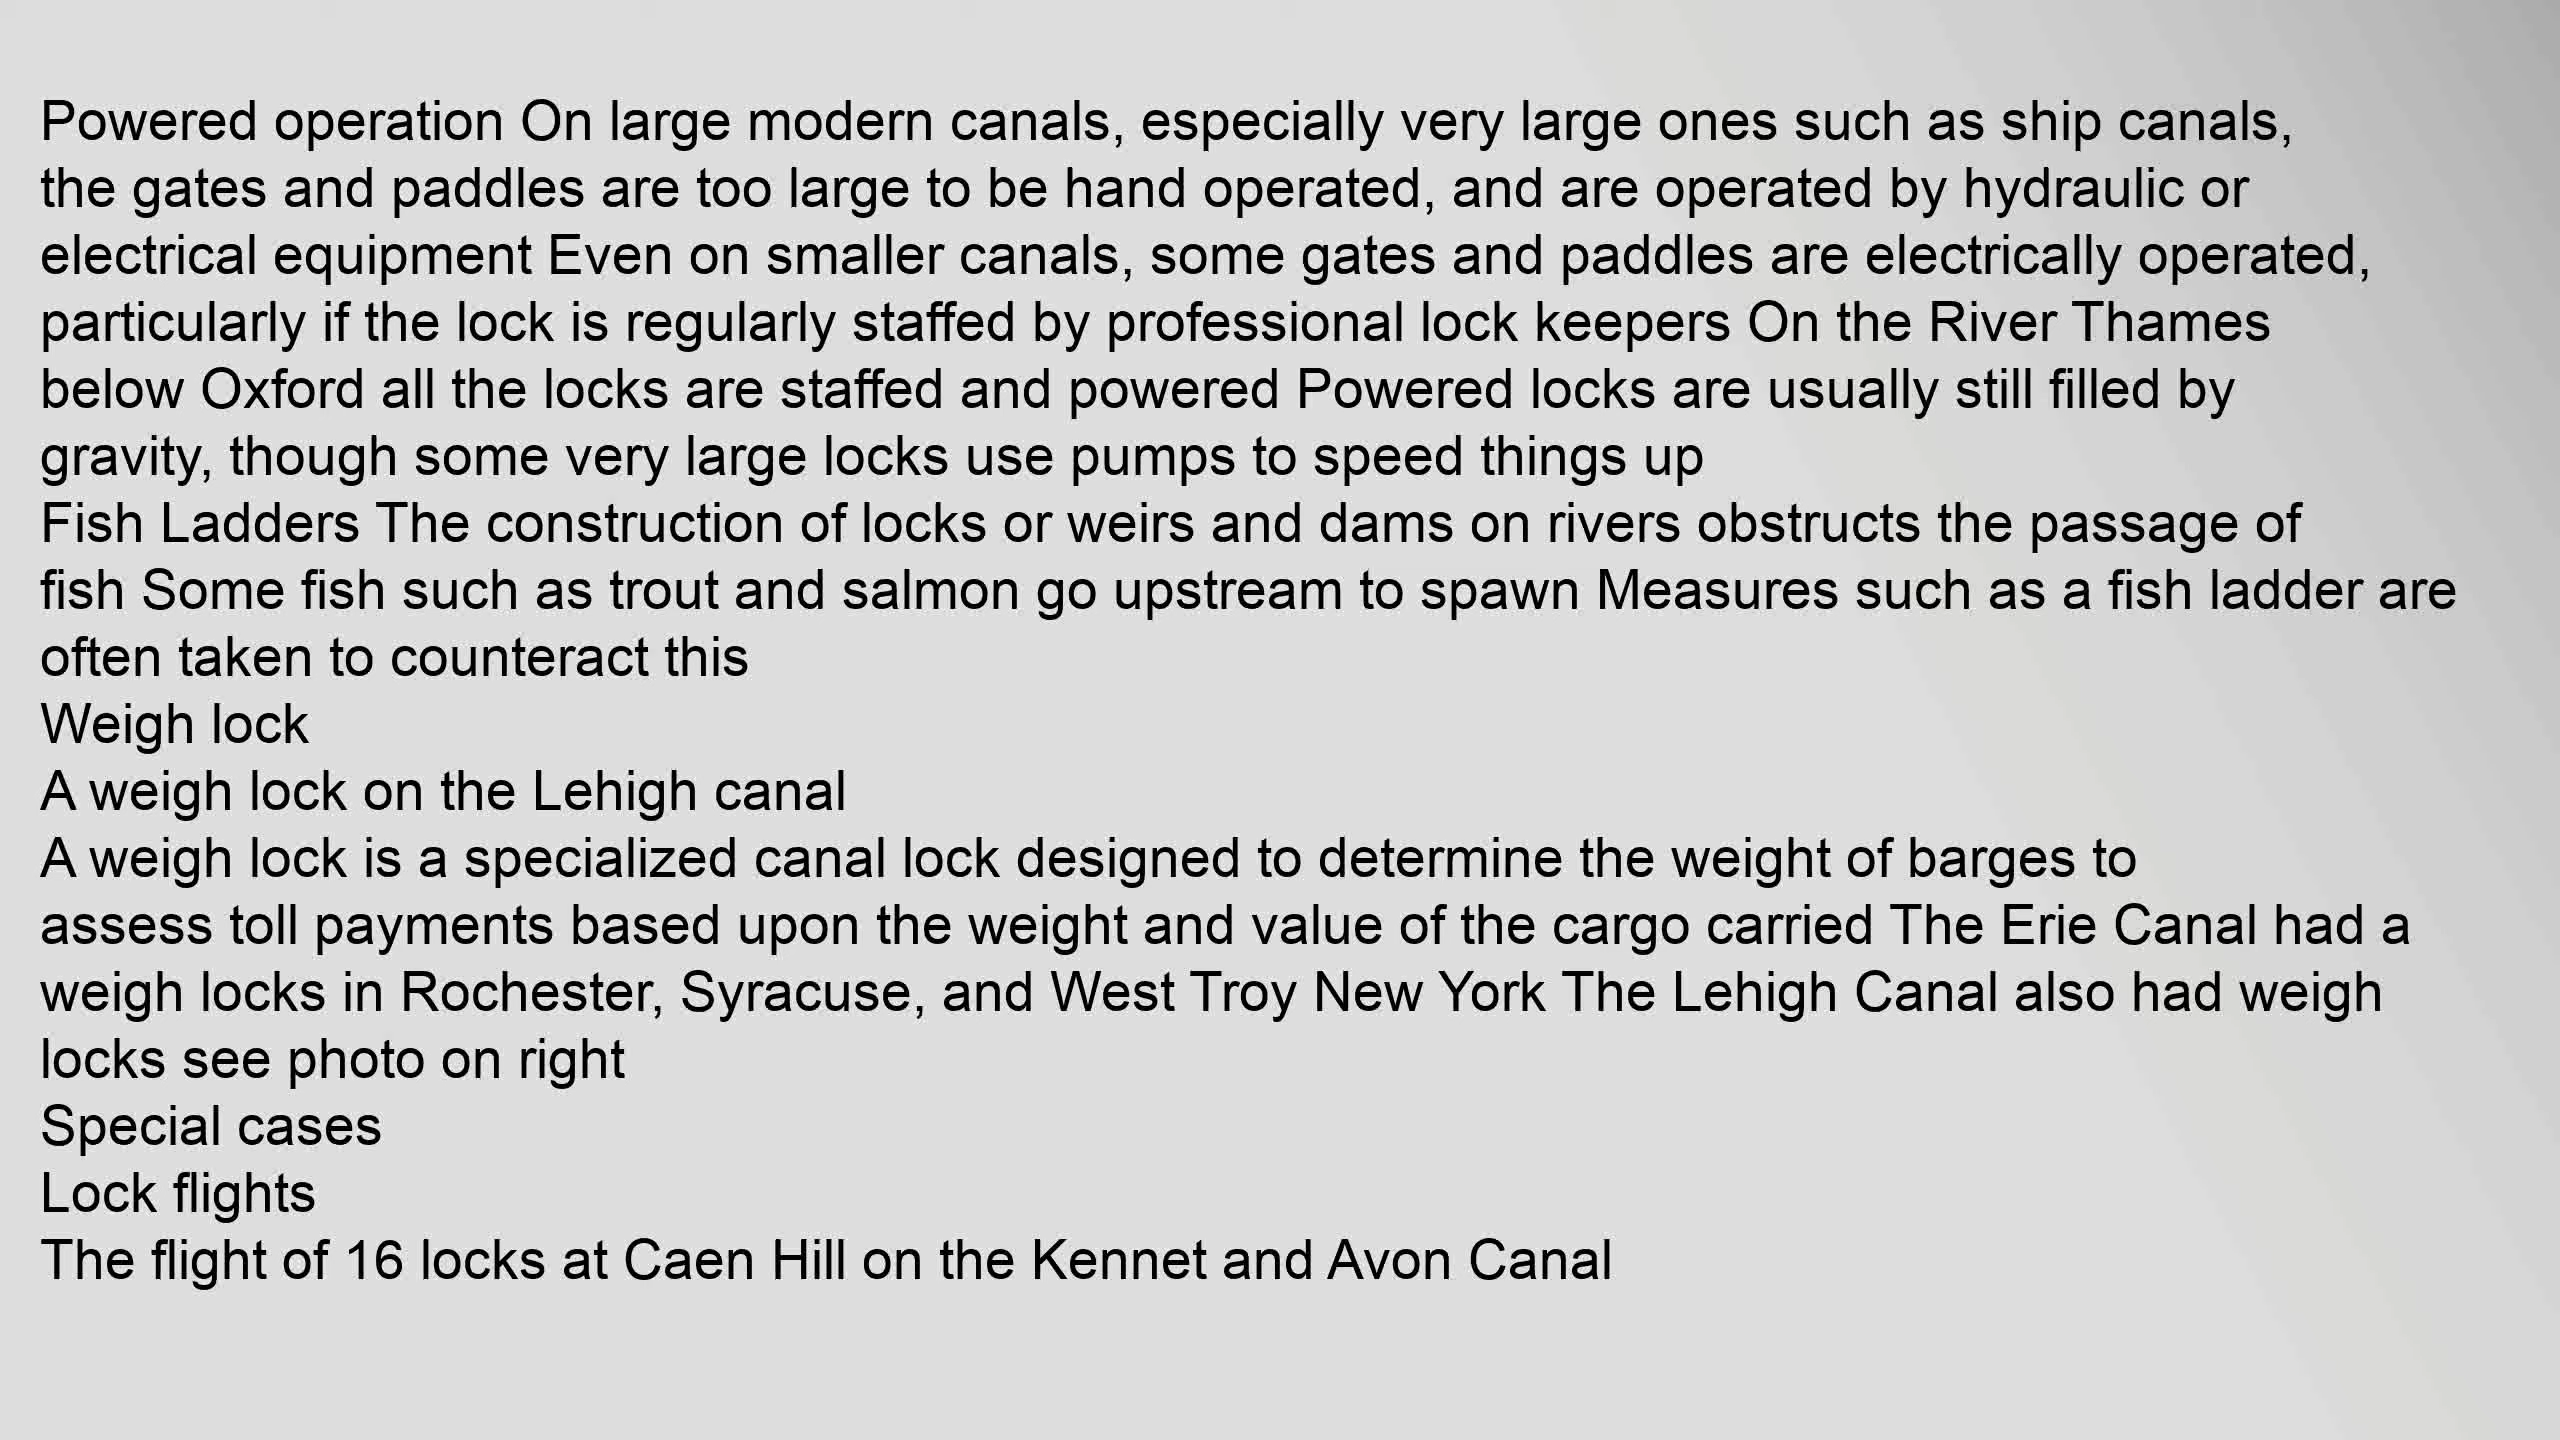 Powered operation On large modern canals, especially very large ones such as ship canals,
the gates and paddles are too large to be hand operated, and are operated by hydraulic or
electrical equipment Even on smaller canals, some gates and paddles are electrically operated,
particularly if the lock is regularly staffed by professional lock keepers On the River Thames
below Oxford all the locks are staffed and powered Powered locks are usually still filled by
gravity, though some very large locks use pumps to speed things up
Fish Ladders The construction of locks or weirs and dams on rivers obstructs the passage of
fish Some fish such as trout and salmon go upstream to spawn Measures such as a fish ladder are
often taken to counteract this
Weigh lock
A weigh lock on the Lehigh canal
A weigh lock is a specialized canal lock designed to determine the weight of barges to
assess toll payments based upon the weight and value of the cargo carried The Erie Canal had a
weigh locks in Rochester, Syracuse, and West Troy New York The Lehigh Canal also had weigh
locks see photo on right
Special cases
Lock flights
The flight of 16 locks at Caen Hill on the Kennet and Avon Canal